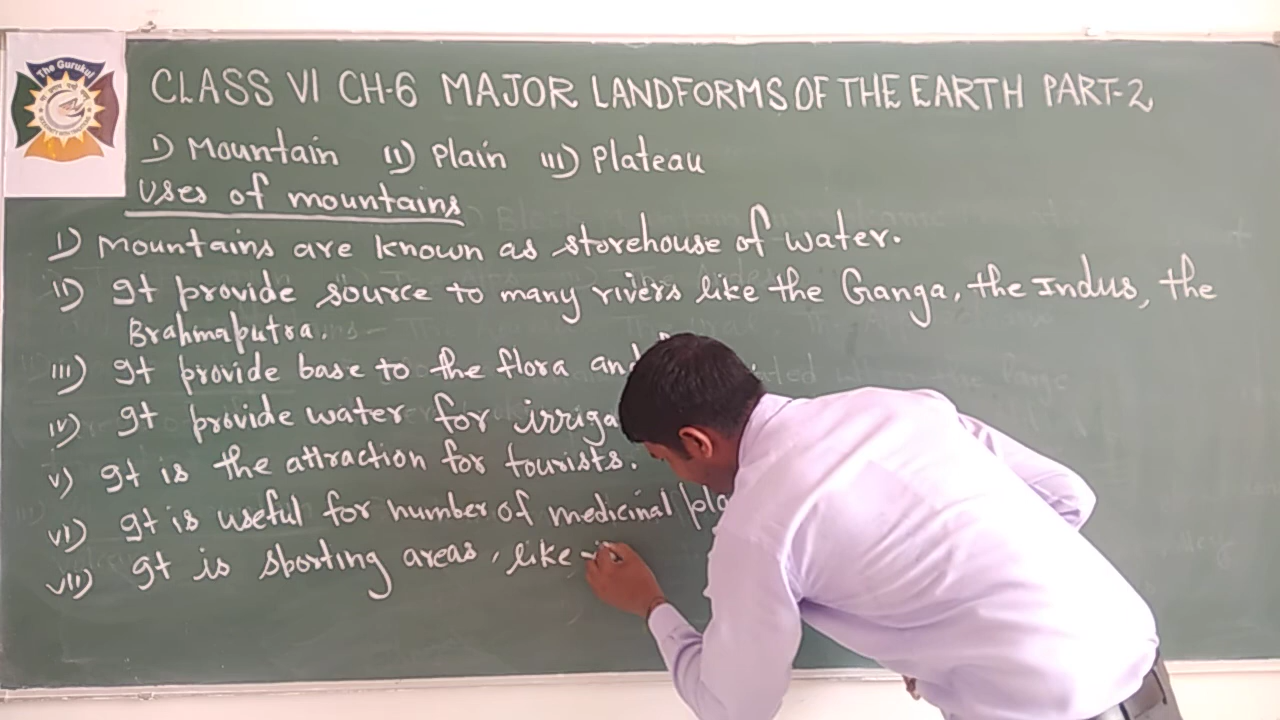 The Gurukul
CLASS VI CH-6 MAJOR LANDFORMS OF THE EARTH PART-2
I) Mountain II) Plain III) Plateau
Uses of mountains
I) Mountains are known as storehouse of water.
II) It provide source to many rivers like the Ganga, the Indus, the
Brahmaputra.
III) It provide base to the flora and
IV) It provide water for
V) It is the attraction for tourists.
VI) It is useful for number of medicinal
VII) It is sporting areas, like